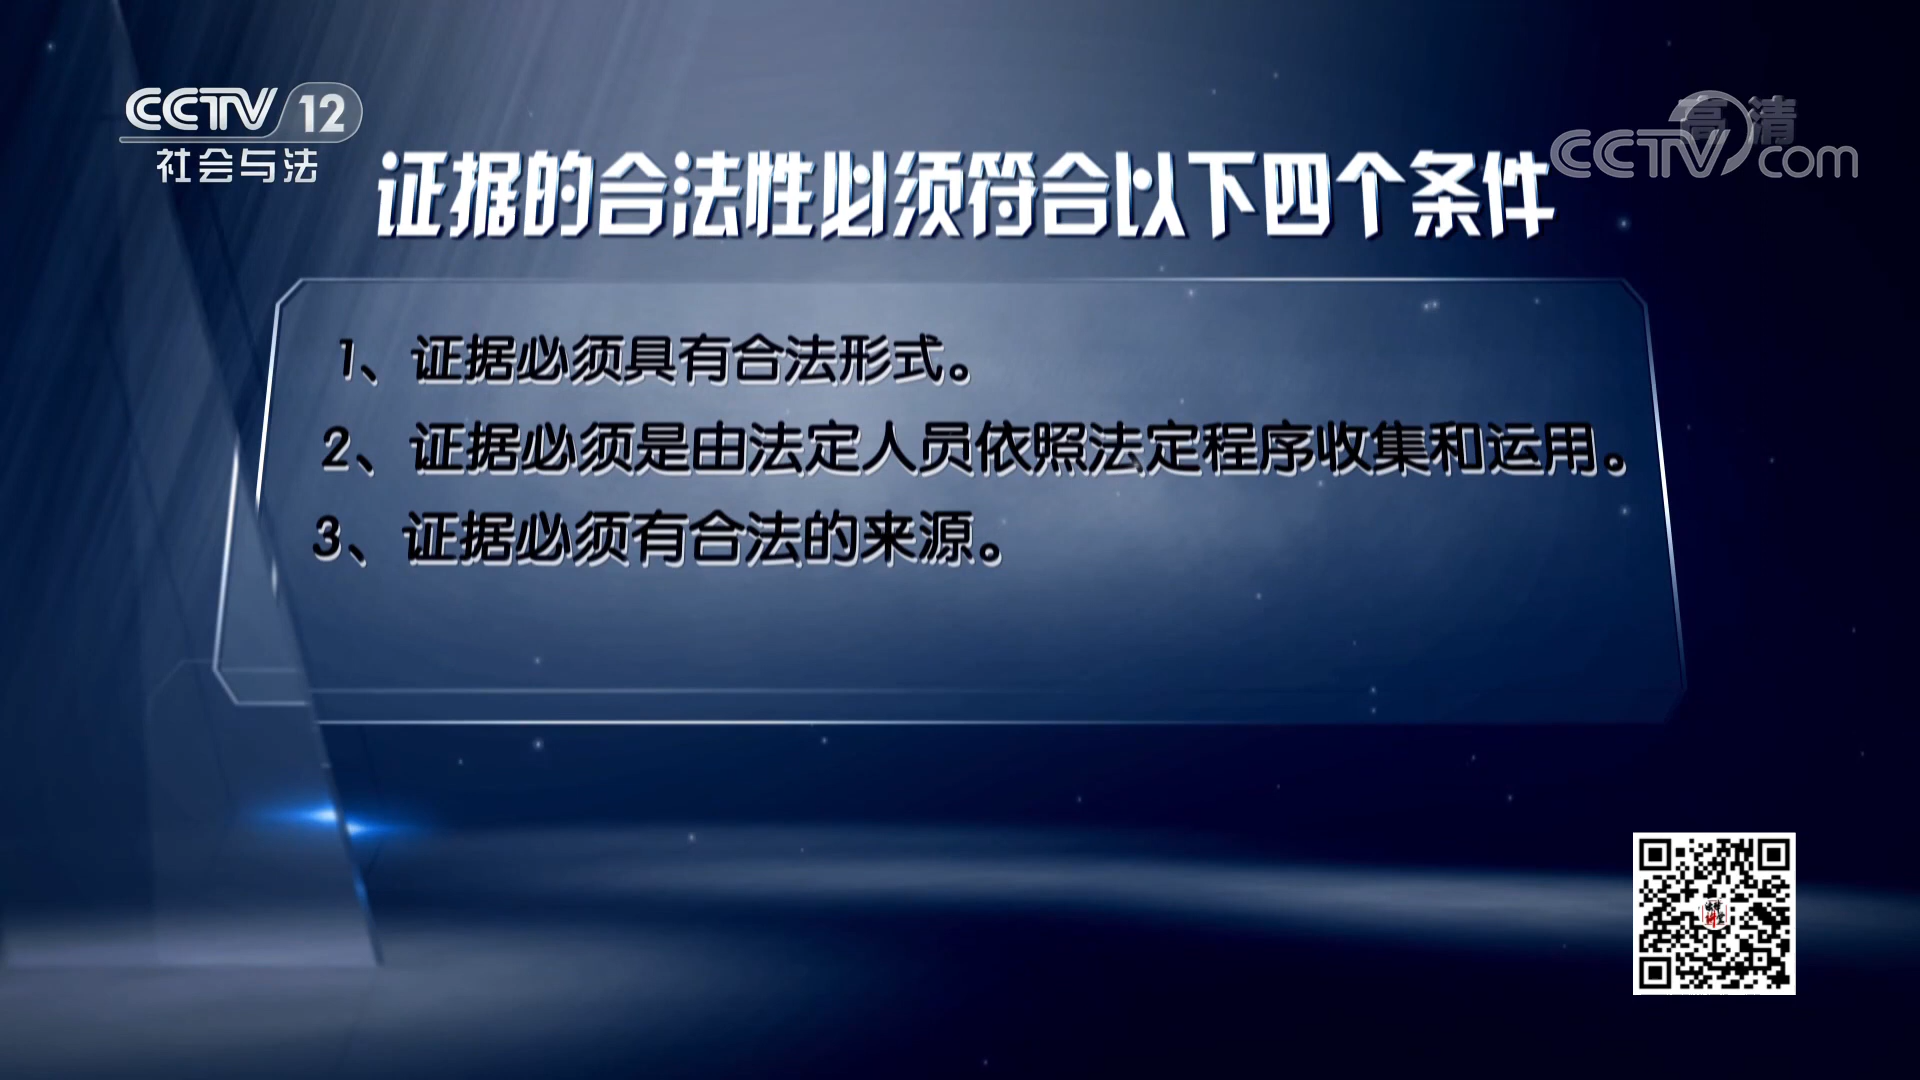 CCTV 12
社会与法
高清
CCTV.com
证据的合法性必须符合以下四个条件
1、证据必须具有合法形式。
2、证据必须是由法定人员依照法定程序收集和运用。
3、证据必须有合法的来源。